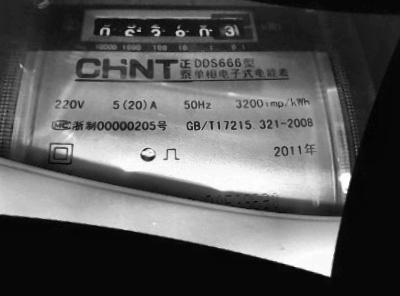 10000 1000 100 10 1 0.1
CHNT 正泰 DDS666型
单相电子式电能表
220V 5(20)A 50Hz 3200imp/kWh
MC 浙制00000205号 GB/T17215.321-2008
2011年